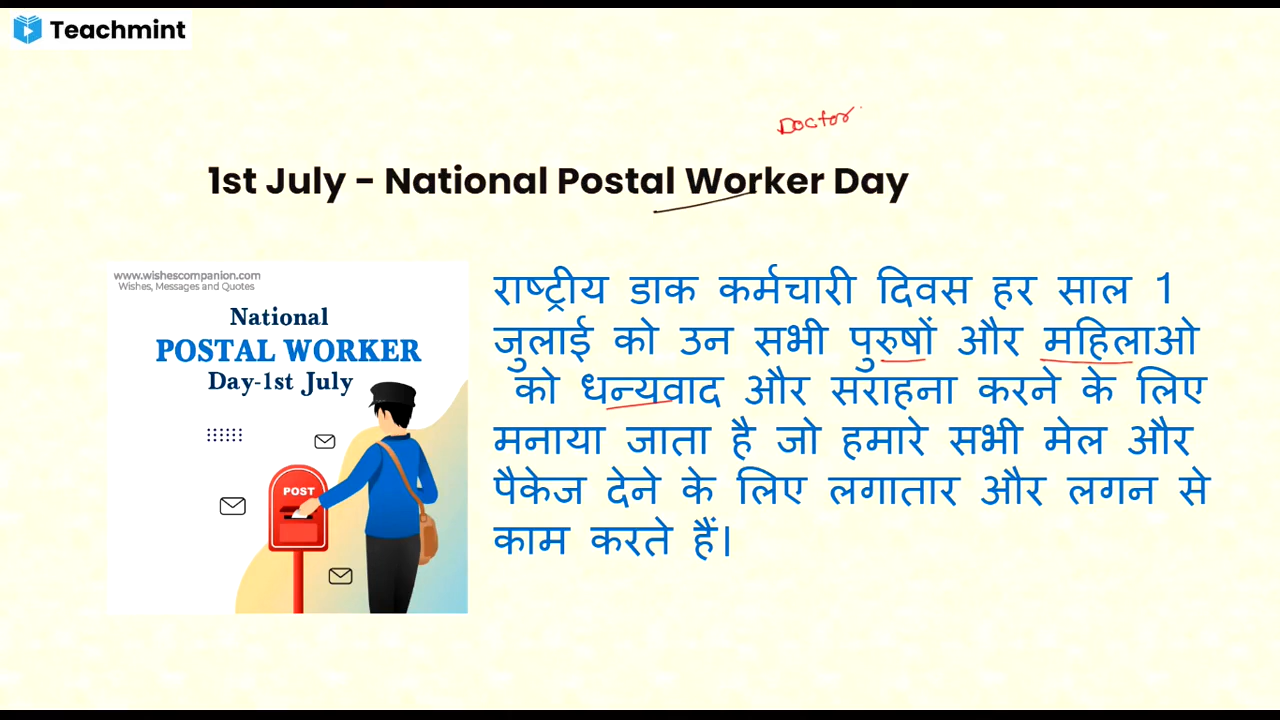 Teachmint
Doctor
1st July - National Postal Worker Day
www.wishescompanion.com
Wishes, Messages and Quotes
National
POSTAL WORKER
Day-1st July
POST
राष्ट्रीय डाक कर्मचारी दिवस हर साल 1
जुलाई को उन सभी पुरुषों और महिलाओ
को धन्यवाद और सराहना करने के लिए
मनाया जाता है जो हमारे सभी मेल और
पैकेज देने के लिए लगातार और लगन से
काम करते हैं।